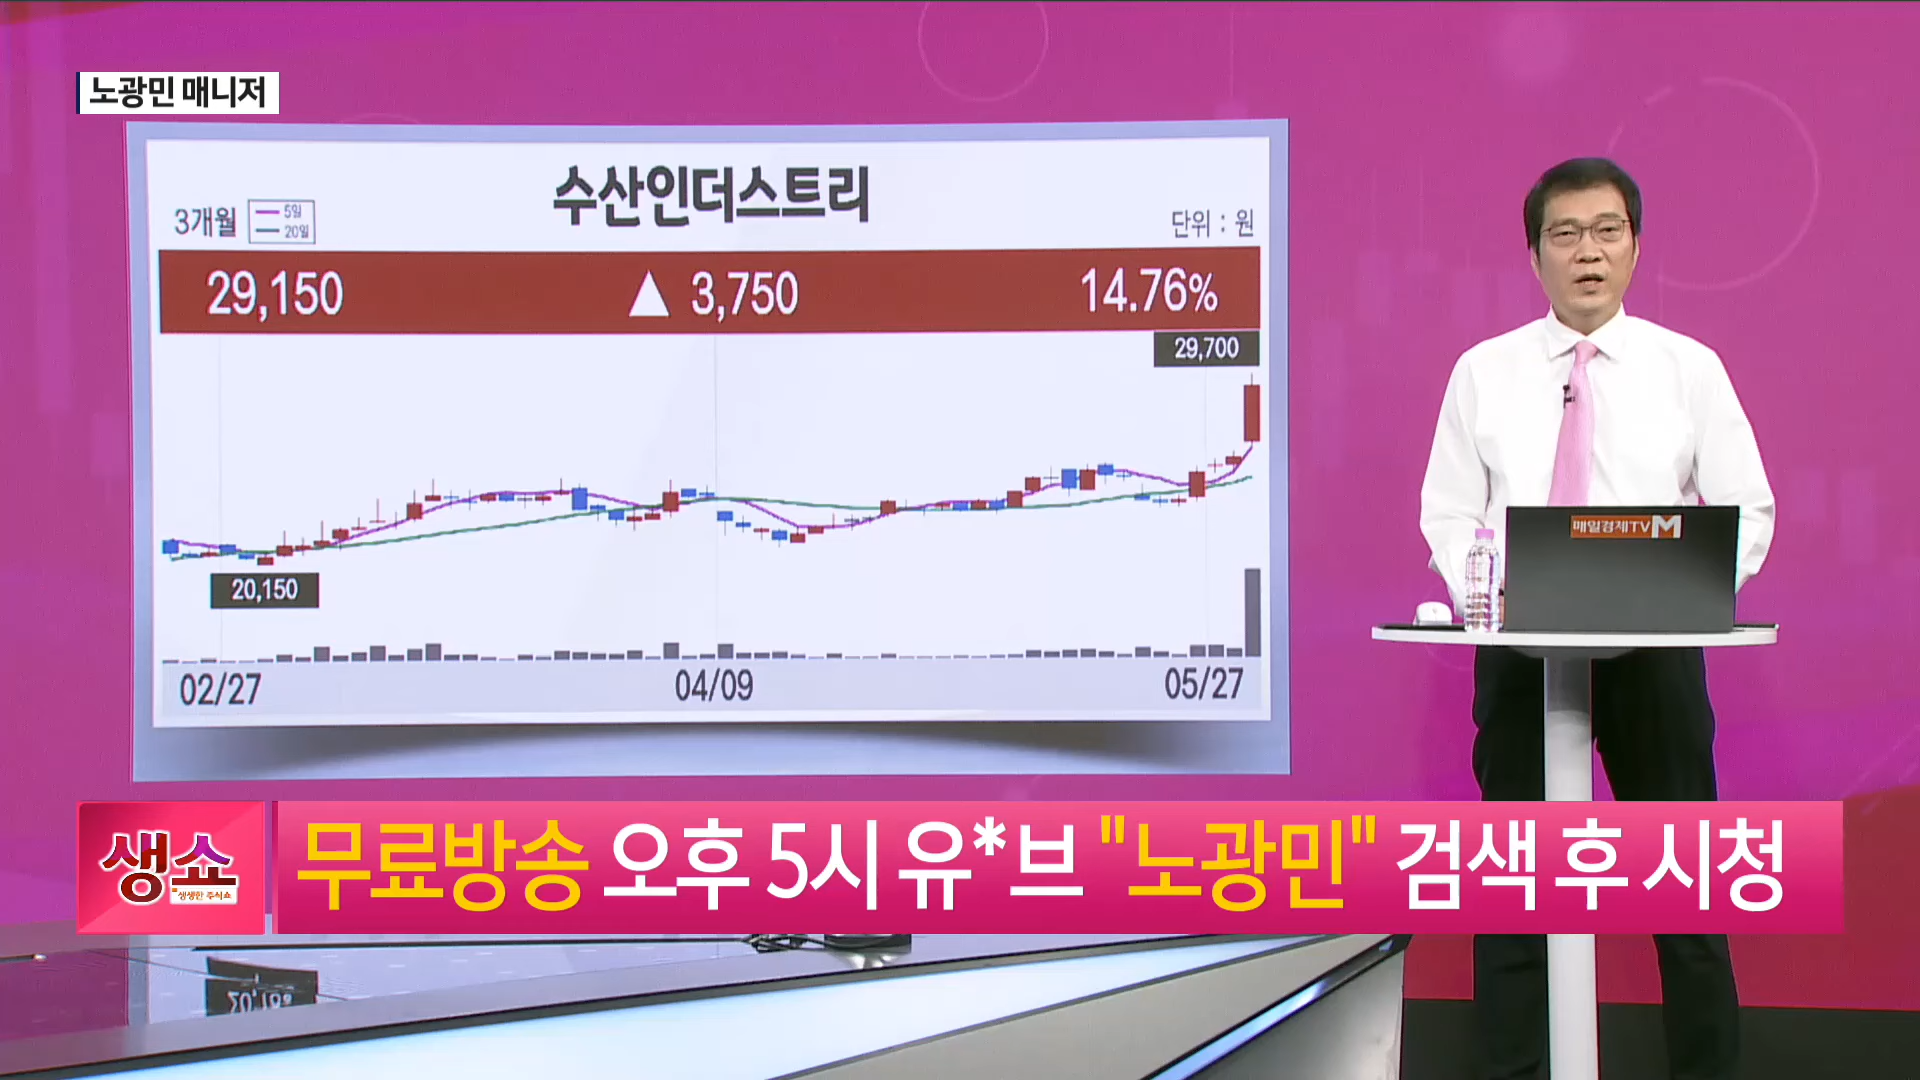 노광민 매니저
수산인더스트리
3개월
5일
20일
단위 : 원
29,150 ▲ 3,750 14.76%
29,700
20,150
02/27 04/09 05/27
매일경제TV M
생쇼
생생한 주식쇼
무료방송 오후 5시 유*브 "노광민" 검색 후 시청